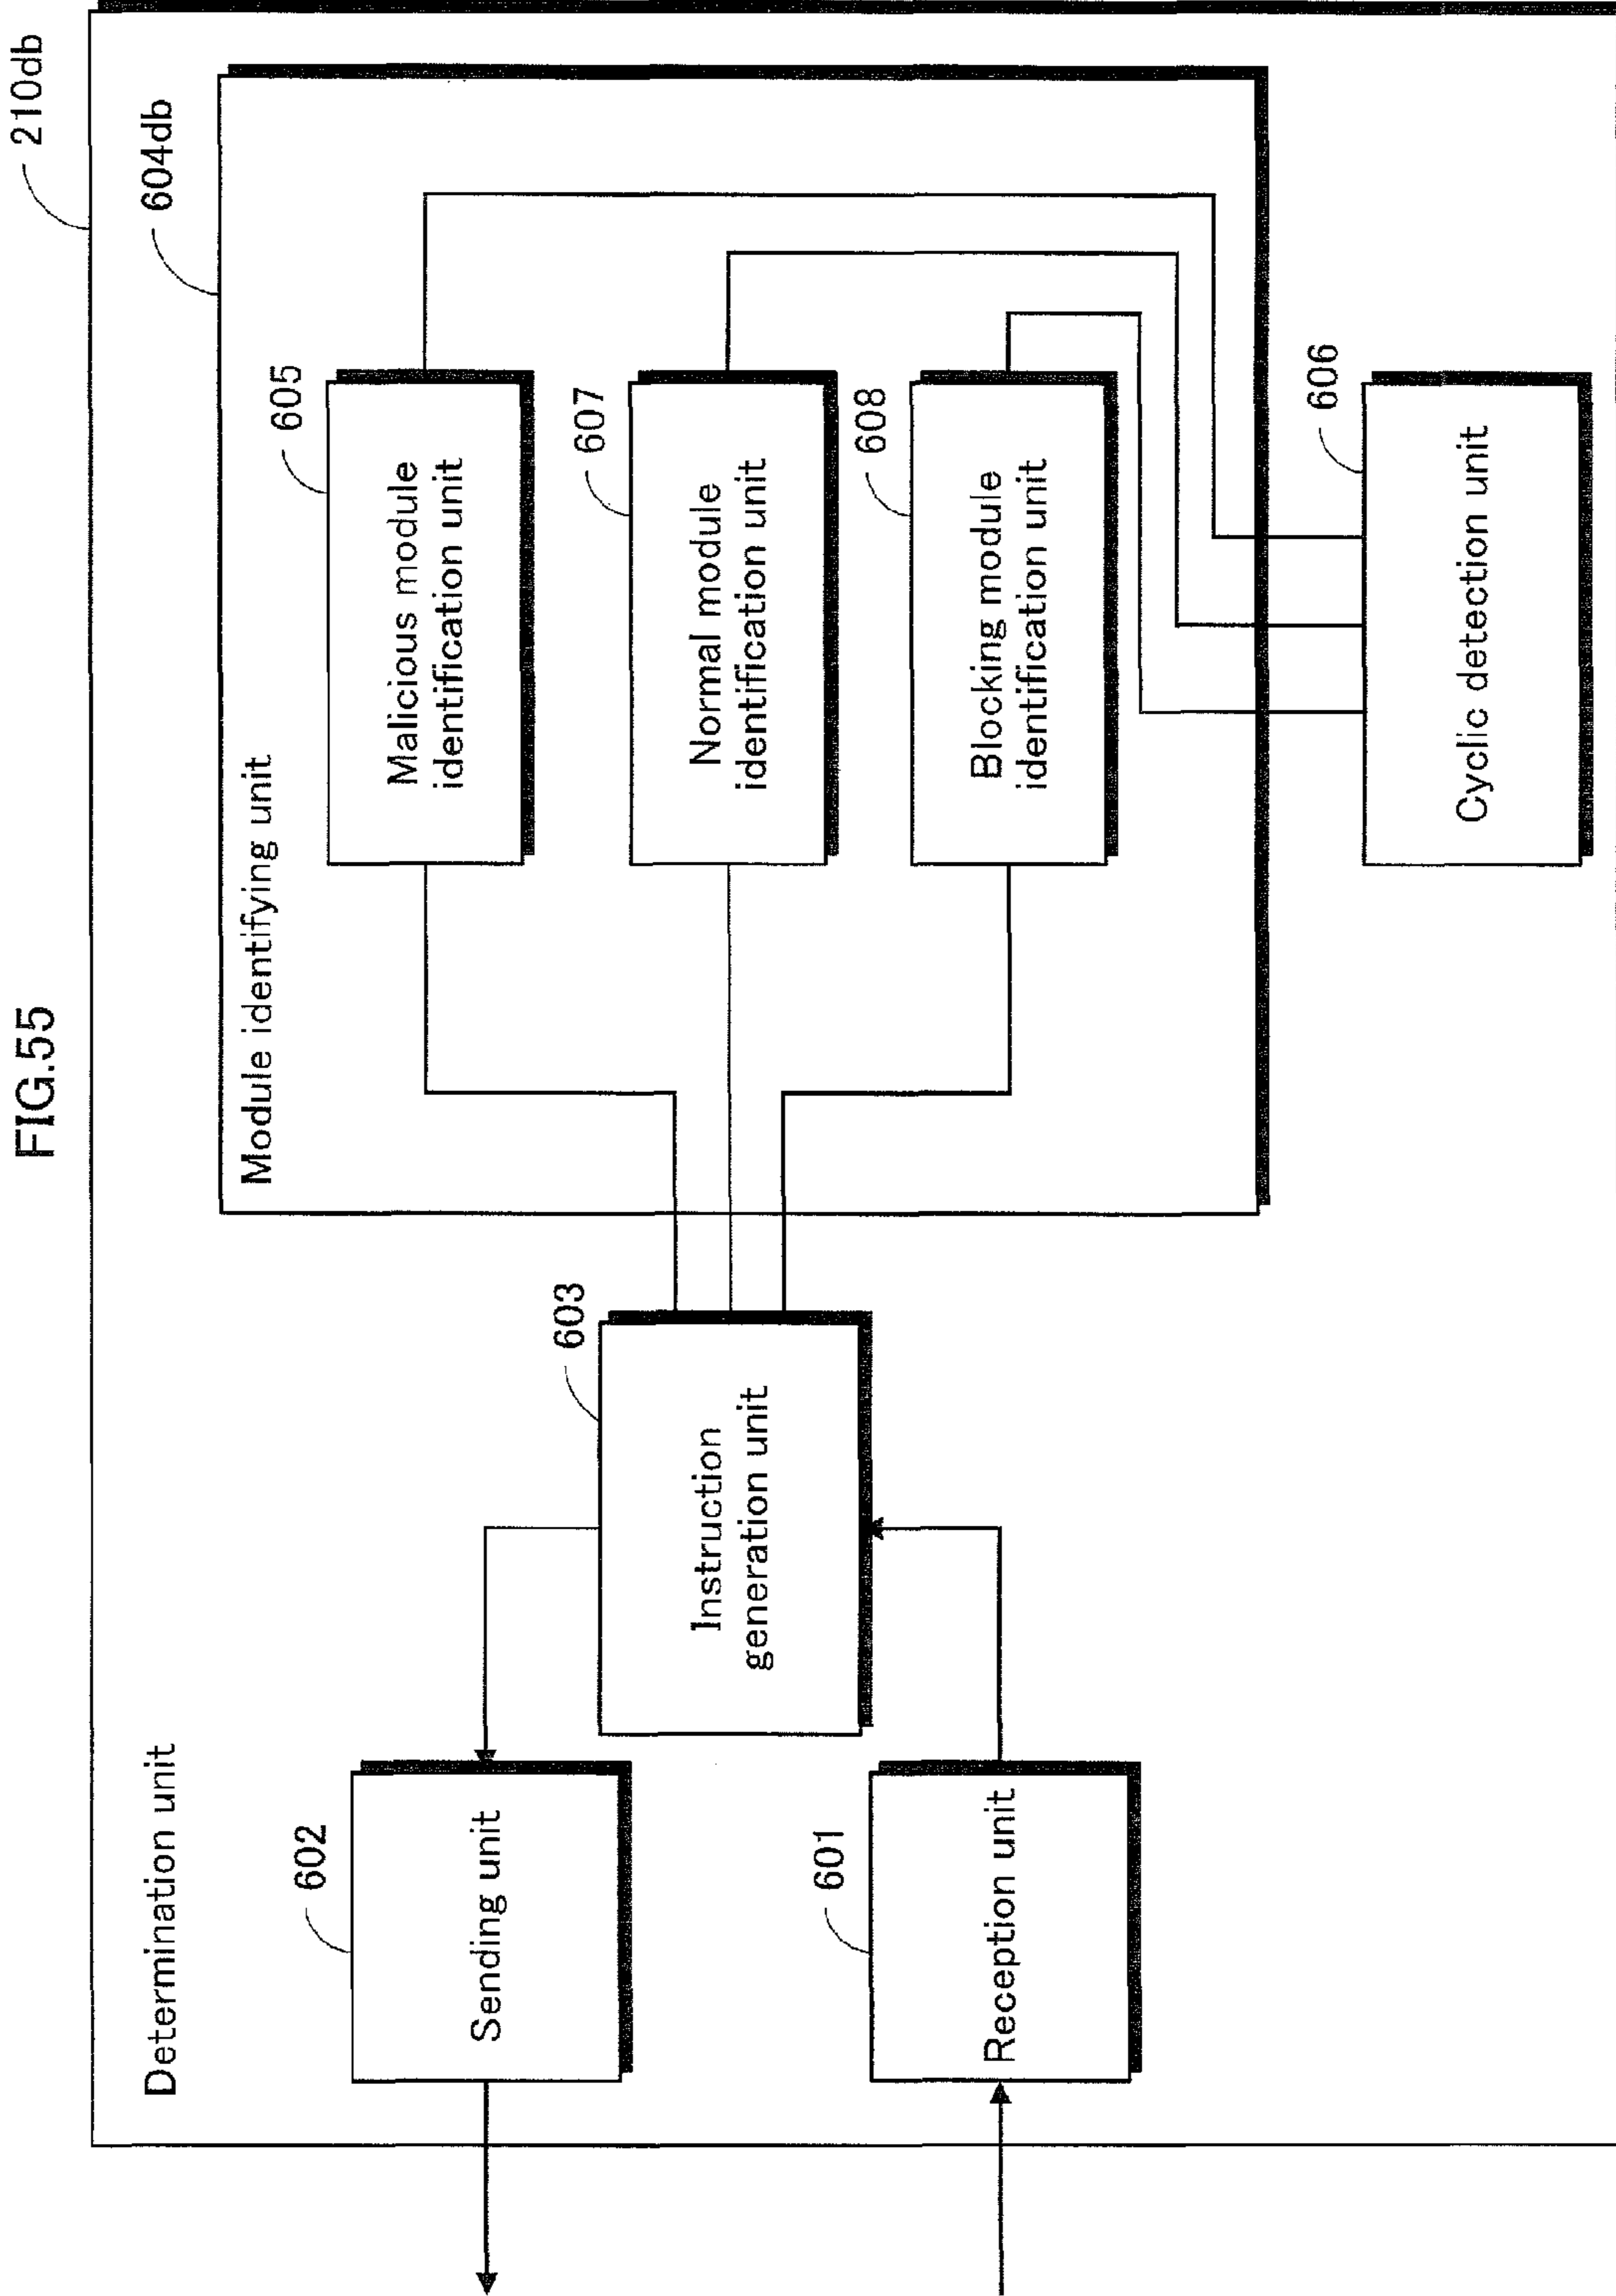 FIG.55
210db
Determination unit
604db
Module identifying unit
602
Sending unit
603
Instruction
generation unit
605
Malicious module
identification unit
607
Normal module
identification unit
601
Reception unit
608
Blocking module
identification unit
606
Cyclic detection unit